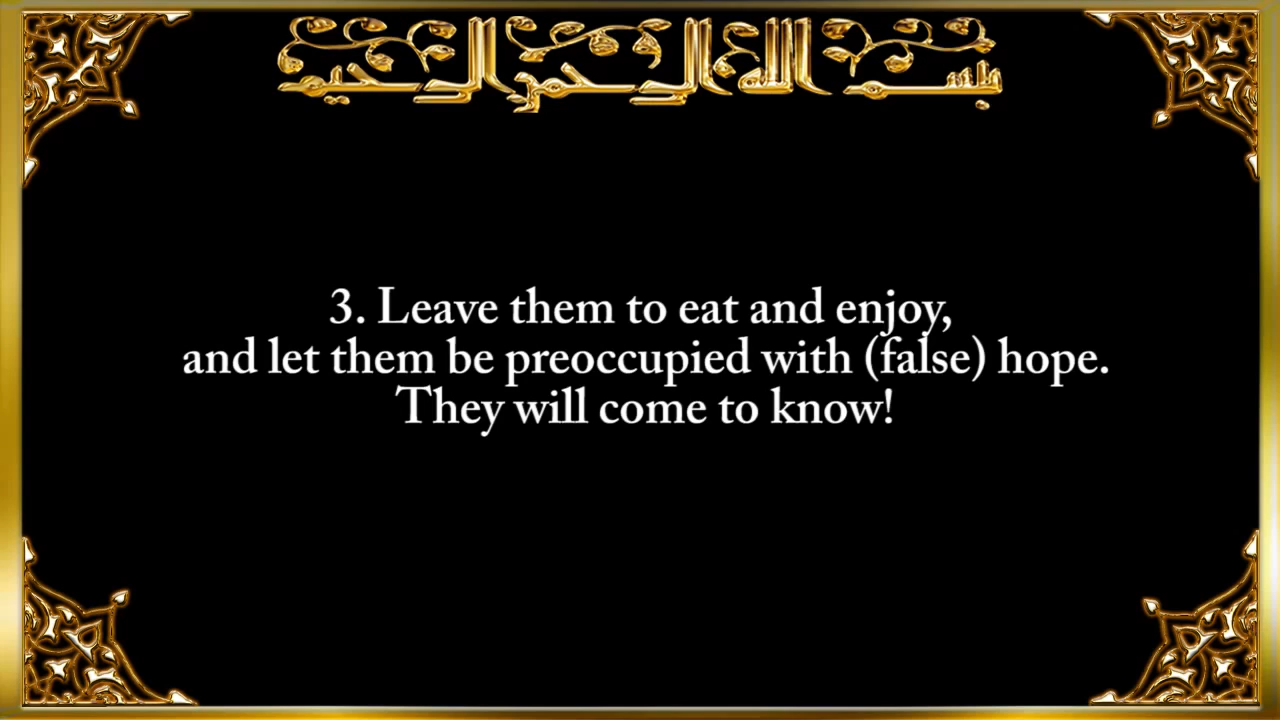 بسم الله الرحمن الرحيم
3. Leave them to eat and enjoy,
and let them be preoccupied with (false) hope.
They will come to know!